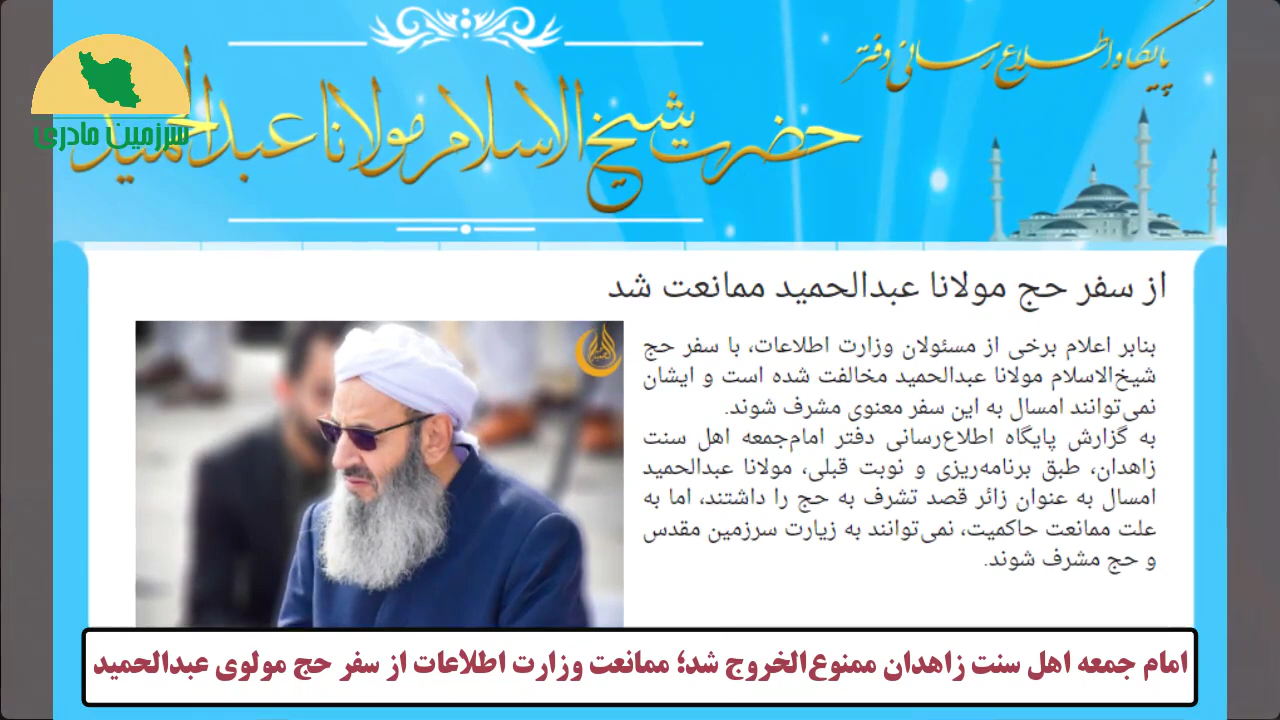 پایگاه اطلاع رسانی دفتر
حضرت شیخ الاسلام مولانا عبدالحمید
سرزمین مادری
از سفر حج مولانا عبدالحمید ممانعت شد
بنابر اعلام برخی از مسئولان وزارت اطلاعات، با سفر حج
شیخ‌الاسلام مولانا عبدالحمید مخالفت شده است و ایشان
نمی‌توانند امسال به این سفر معنوی مشرف شوند.
به گزارش پایگاه اطلاع‌رسانی دفتر امام‌جمعه اهل سنت
زاهدان، طبق برنامه‌ریزی و نوبت قبلی، مولانا عبدالحمید
امسال به عنوان زائر قصد تشرف به حج را داشتند، اما به
علت ممانعت حاکمیت، نمی‌توانند به زیارت سرزمین مقدس
و حج مشرف شوند.
امام جمعه اهل سنت زاهدان ممنوع‌الخروج شد؛ ممانعت وزارت اطلاعات از سفر حج مولوی عبدالحمید